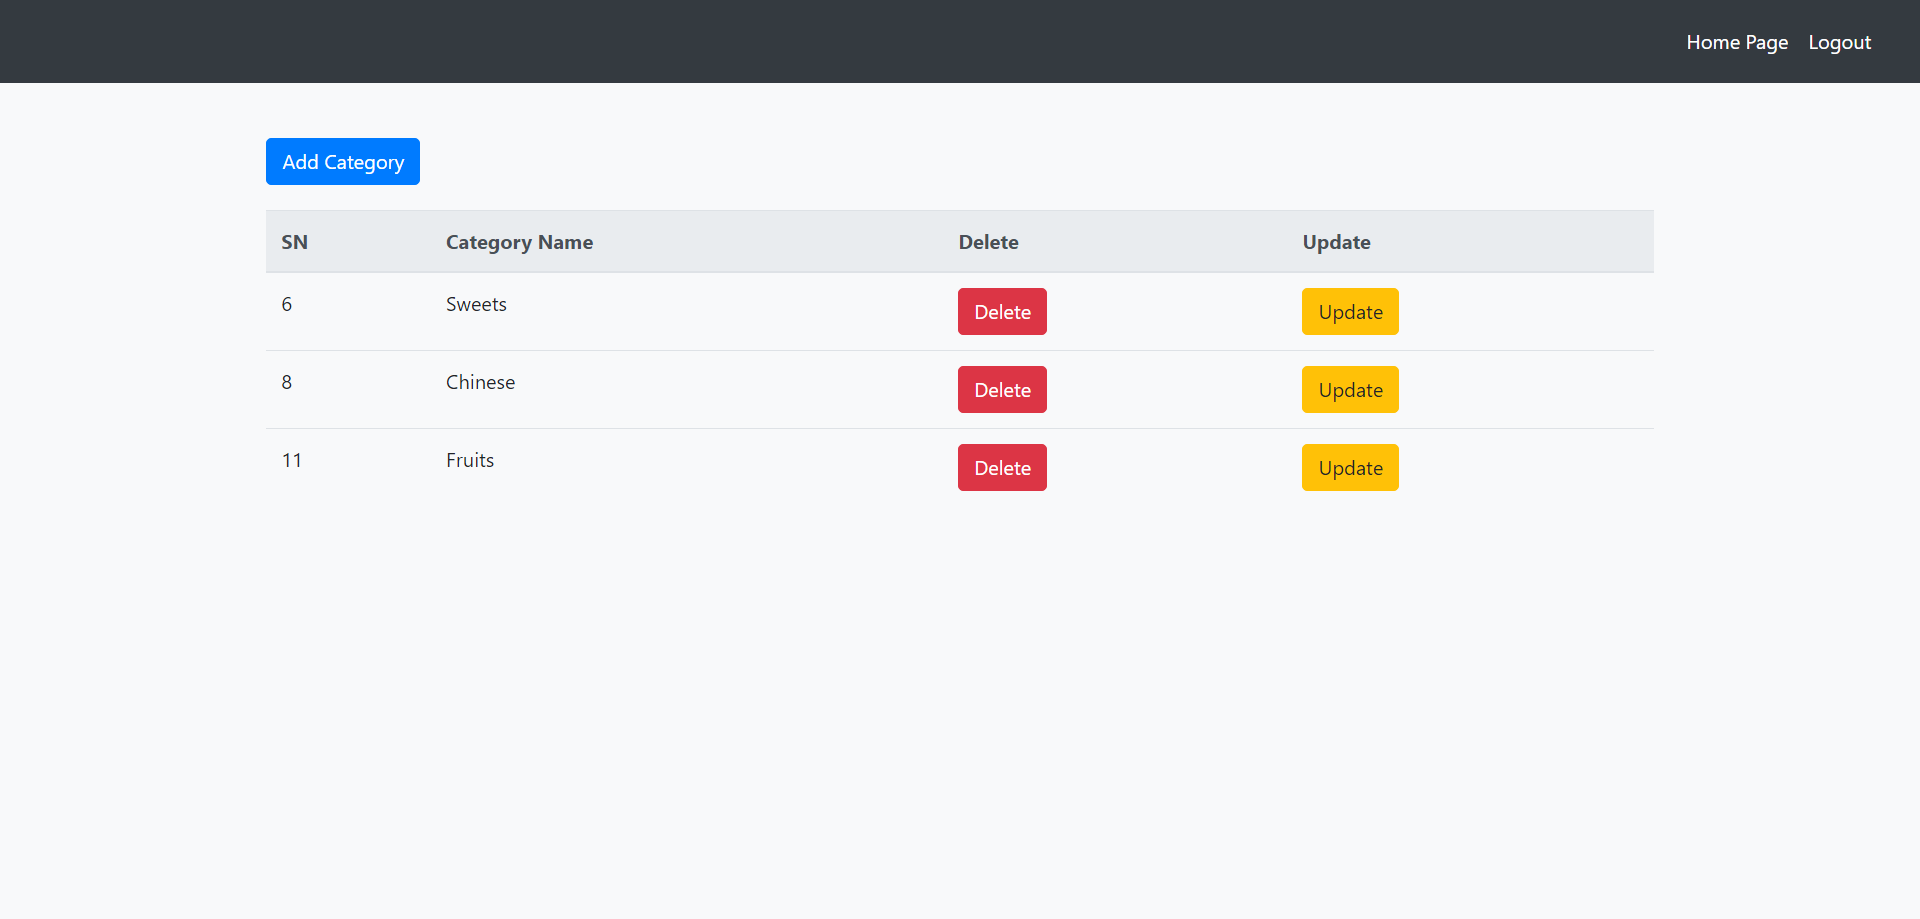 Home Page Logout
Add Category
SN Category Name Delete Update
6 Sweets Delete Update
8 Chinese Delete Update
11 Fruits Delete Update